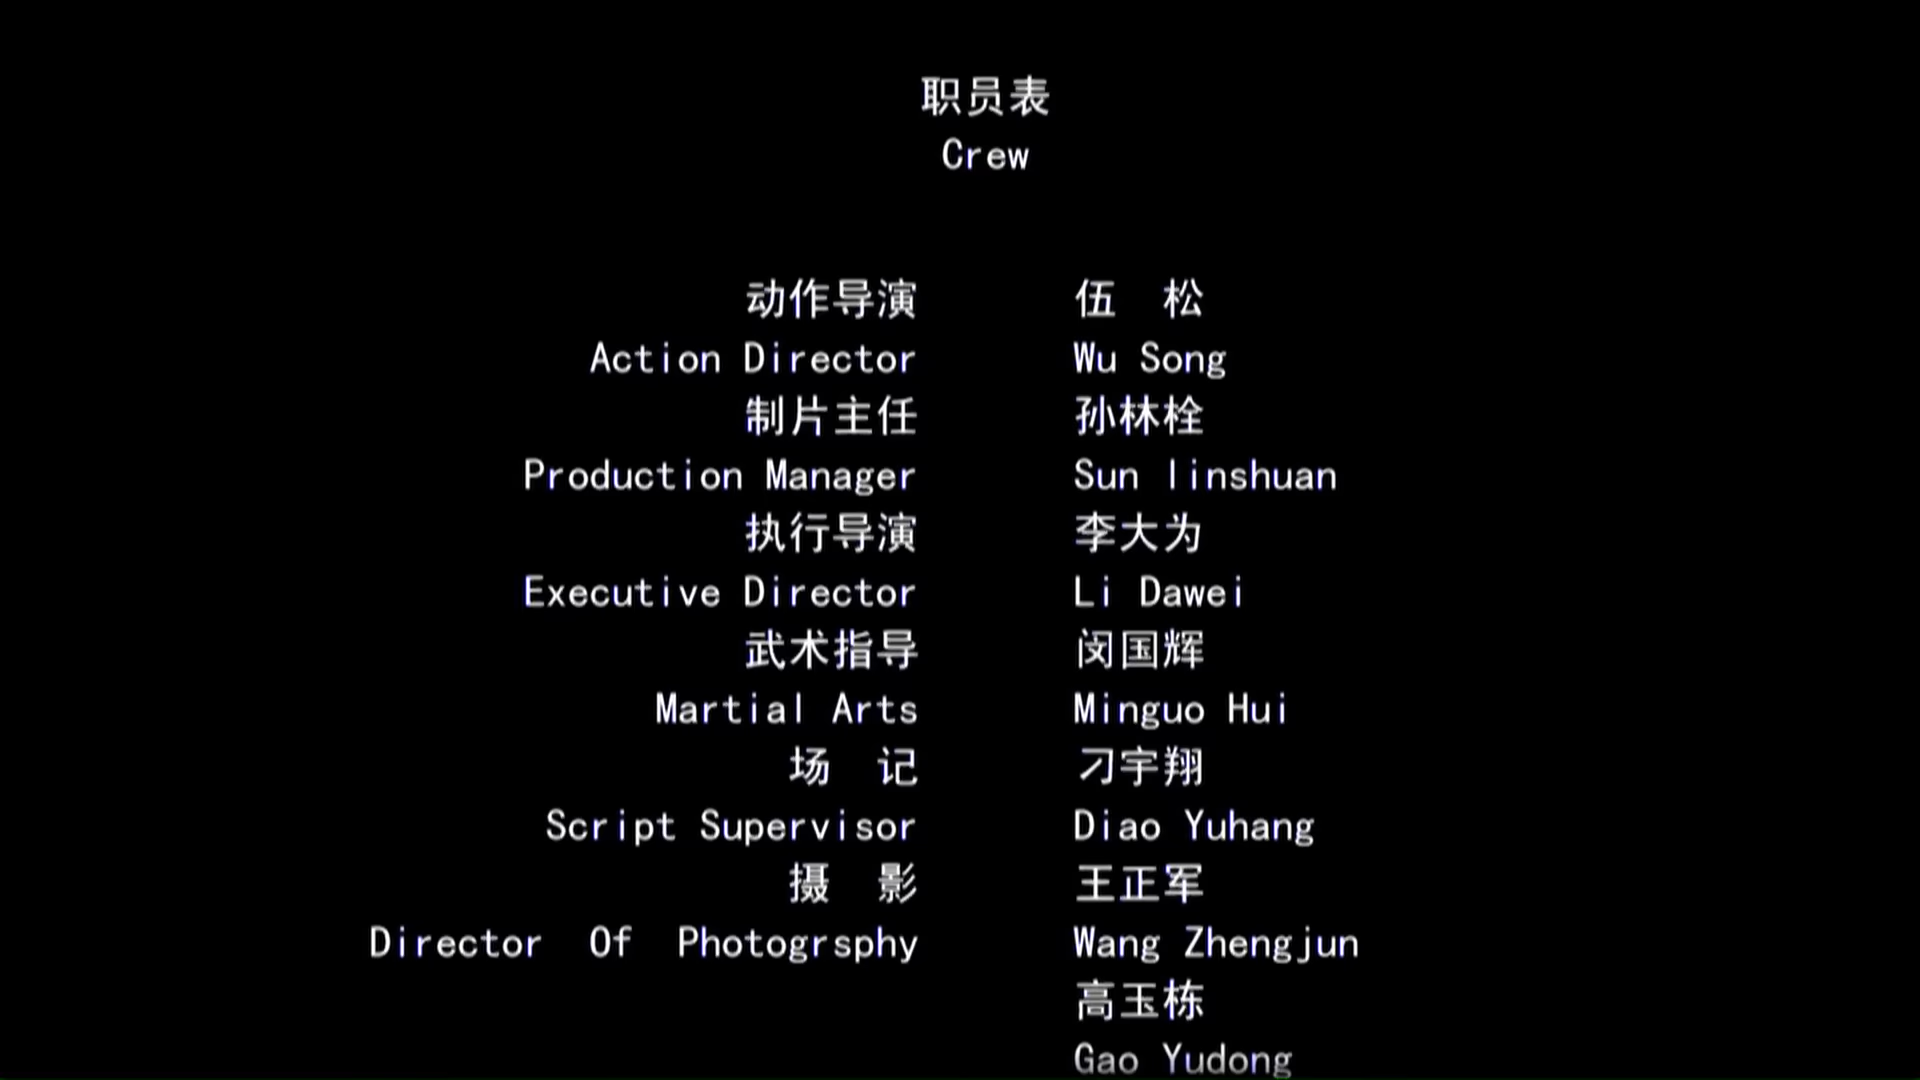 职员表
Crew
动作导演 伍 松
Action Director Wu Song
制片主任 孙林栓
Production Manager Sun linshuan
执行导演 李大为
Executive Director Li Dawei
武术指导 闵国辉
Martial Arts Minguo Hui
场 记 刁宇翔
Script Supervisor Diao Yuhang
摄 影 王正军
Director Of Photogrsphy Wang Zhengjun
高玉栋
Gao Yudong